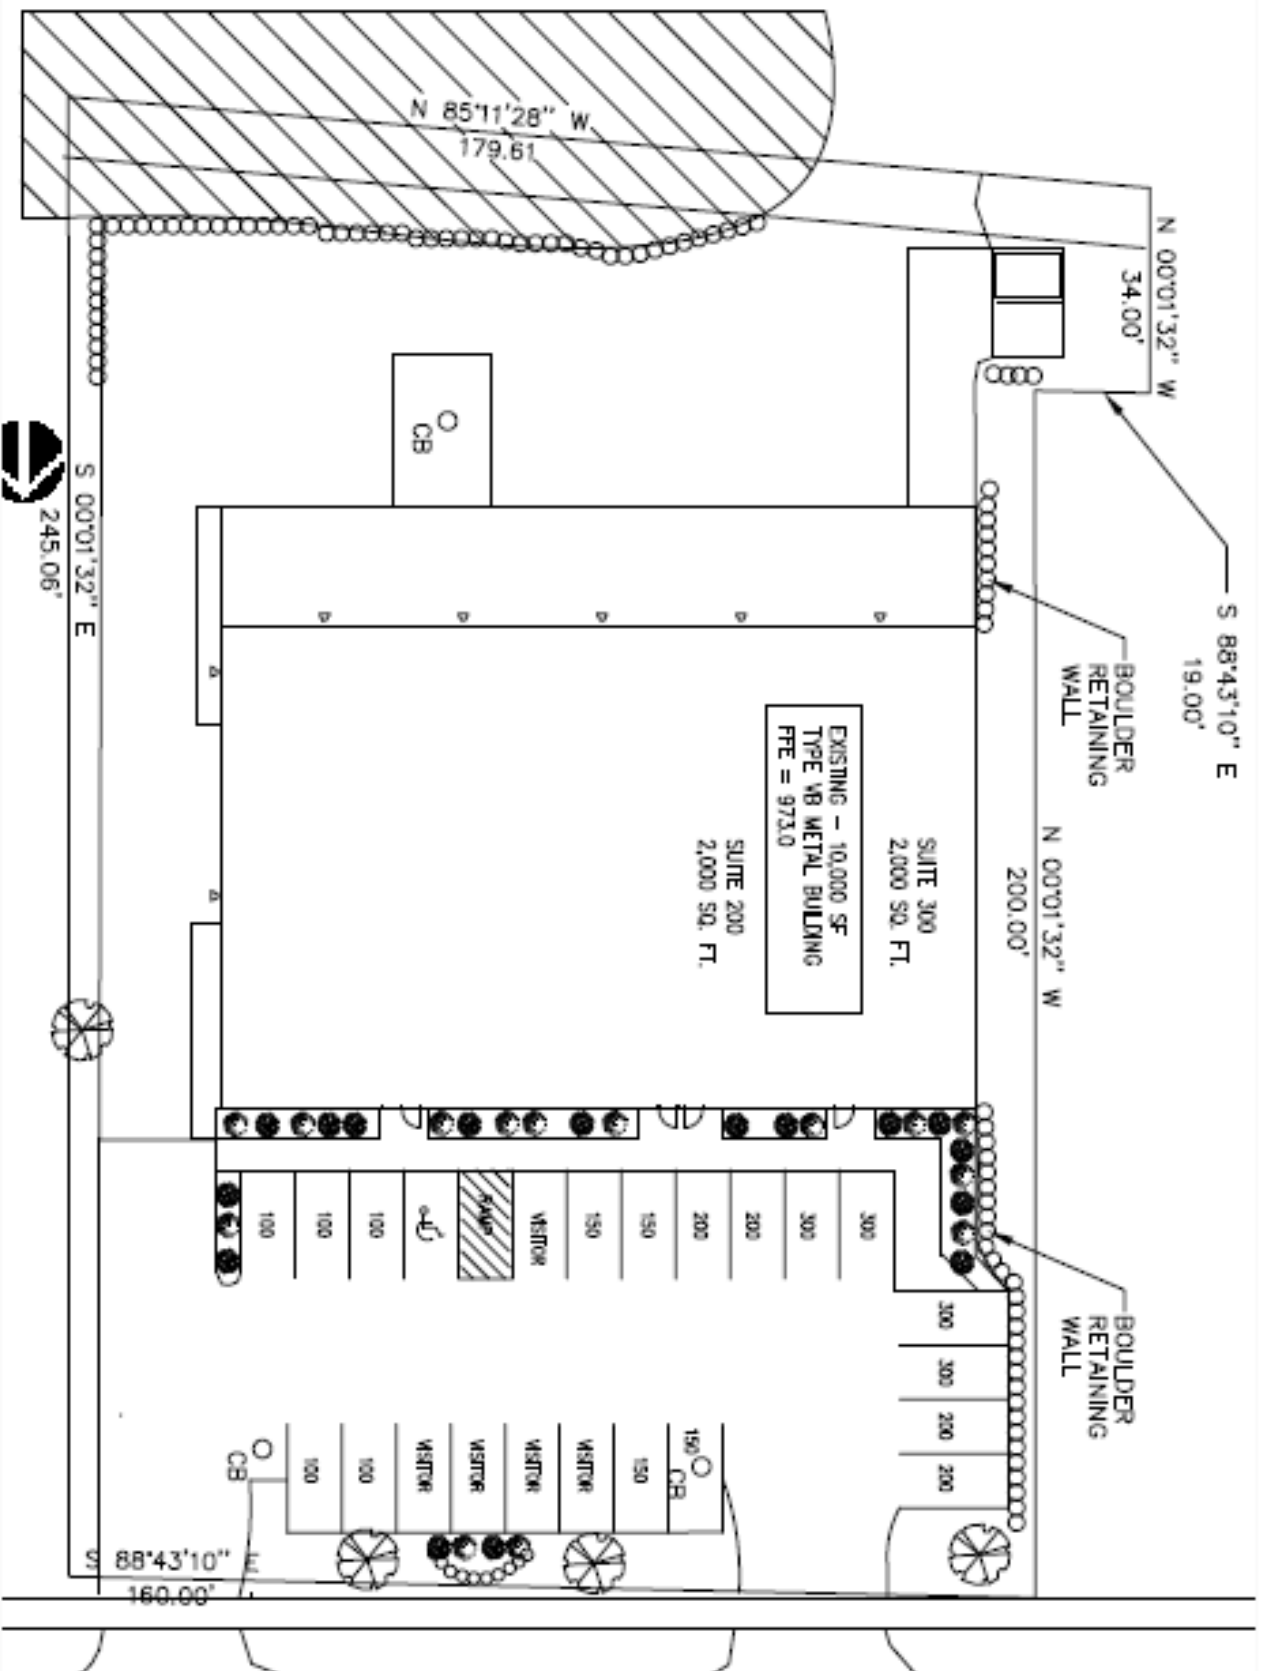 N 85°11'28" W
179.61
N 00°01'32" W
34.00'
S 88°43'10" E
19.00'
CB
S 00°01'32" E
245.06'
BOULDER
RETAINING
WALL
D
D
D
D
D
D
D
EXISTING – 10,000 SF
TYPE VB METAL BUILDING
FFE = 973.0
SUITE 300
2,000 SQ. FT.
SUITE 200
2,000 SQ. FT.
N 00°01'32" W
200.00'
100
100
100
RAMP
VISITOR
150
150
200
200
300
300
BOULDER
RETAINING
WALL
300
300
200
200
CB
100
100
VISITOR
VISITOR
VISITOR
VISITOR
150
150
CB
S 88°43'10" E
160.00'